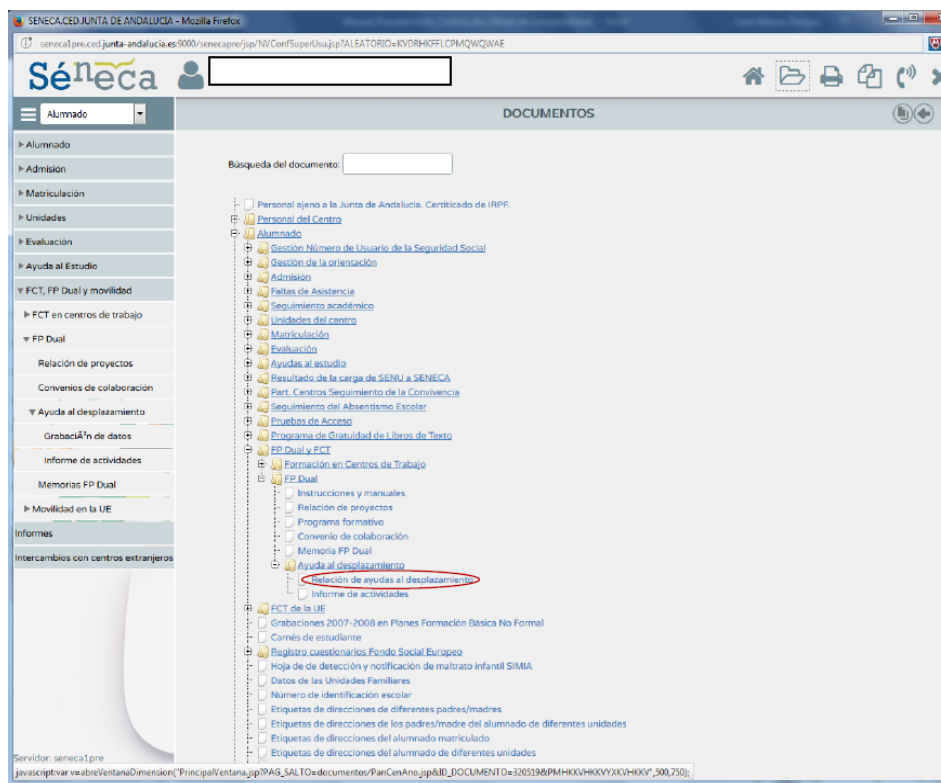 SENECA.CED.JUNTA DE ANDALUCIA - Mozilla Firefox
seneca1pre.ced.junta-andalucia.es:9000/senecapre/jsp/NVConfSuperUsu.jsp?ALEATORIO=KVDRHKFFLCPMQWQWAE
Séneca
Alumnado
DOCUMENTOS
Alumnado
Admisión
Matriculación
Unidades
Evaluación
Ayuda al Estudio
FCT, FP Dual y movilidad
FCT en centros de trabajo
FP Dual
Relación de proyectos
Convenios de colaboración
Ayuda al desplazamiento
GrabaciÃ³n de datos
Informe de actividades
Memorias FP Dual
Movilidad en la UE
Informes
Intercambios con centros extranjeros
Búsqueda del documento:
Personal ajeno a la Junta de Andalucía. Certificado de IRPF.
Personal del Centro
Alumnado
Gestión Número de Usuario de la Seguridad Social
Gestión de la orientación
Admisión
Faltas de Asistencia
Seguimiento académico
Unidades del centro
Matriculación
Evaluación
Ayudas al estudio
Resultado de la carga de SENU a SENECA
Part. Centros Seguimiento de la Convivencia
Seguimiento del Absentismo Escolar
Pruebas de Acceso
Programa de Gratuidad de Libros de Texto
FP Dual y FCT
Formación en Centros de Trabajo
FP Dual
Instrucciones y manuales
Relación de proyectos
Programa formativo
Convenio de colaboración
Memoria FP Dual
Ayuda al desplazamiento
Relación de ayudas al desplazamiento
Informe de actividades
FCT de la UE
Grabaciones 2007-2008 en Planes Formación Básica No Formal
Carnés de estudiante
Registro cuestionarios Fondo Social Europeo
Hoja de de detección y notificación de maltrato infantil SIMIA
Datos de las Unidades Familiares
Número de identificación escolar
Etiquetas de direcciones de diferentes padres/madres
Etiquetas de direcciones de los padres/madre del alumnado de diferentes unidades
Etiquetas de direcciones del alumnado matriculado
Etiquetas de direcciones del alumnado de diferentes unidades
Servidor: seneca1pre
javascript:var v=abreVentanaDimension("PrincipalVentana.jsp?PAG_SALTO=documentos/PanCenAno.jsp&ID_DOCUMENTO=320519&PMHKKVHKKVYXKVHKKV",500,750);